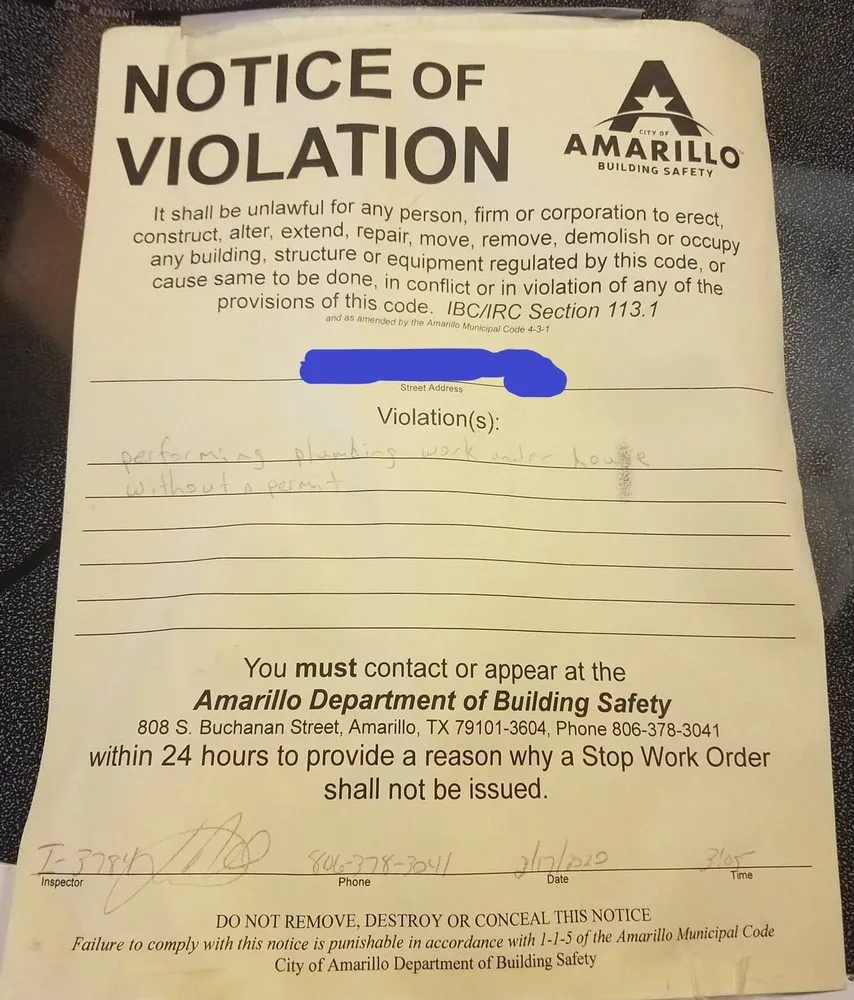 DUAL RADIANT
NOTICE OF
VIOLATION
CITY OF
AMARILLO
BUILDING SAFETY
It shall be unlawful for any person, firm or corporation to erect,
construct, alter, extend, repair, move, remove, demolish or occupy
any building, structure or equipment regulated by this code, or
cause same to be done, in conflict or in violation of any of the
provisions of this code. IBC/IRC Section 113.1
and as amended by the Amarillo Municipal Code 4-3-1
Street Address
Violation(s):
performing plumbing work under house
without a permit
You must contact or appear at the
Amarillo Department of Building Safety
808 S. Buchanan Street, Amarillo, TX 79101-3604, Phone 806-378-3041
within 24 hours to provide a reason why a Stop Work Order
shall not be issued.
I-3784 806-378-3041 3:05
Inspector Phone Date Time
DO NOT REMOVE, DESTROY OR CONCEAL THIS NOTICE
Failure to comply with this notice is punishable in accordance with 1-1-5 of the Amarillo Municipal Code
City of Amarillo Department of Building Safety